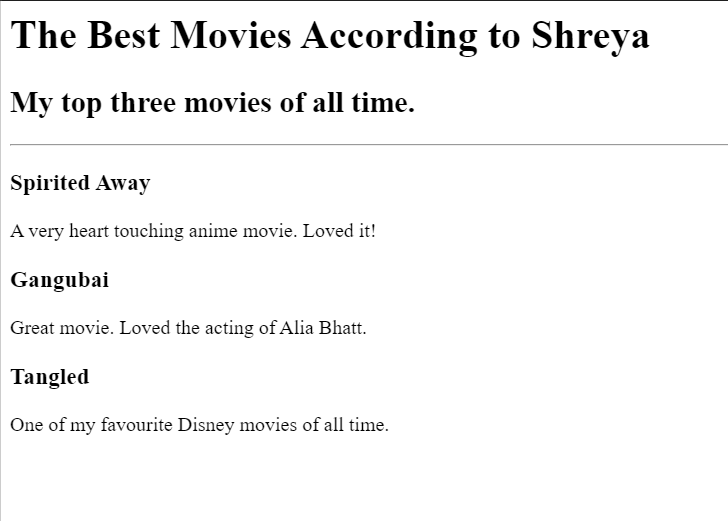 The Best Movies According to Shreya
My top three movies of all time.
Spirited Away
A very heart touching anime movie. Loved it!
Gangubai
Great movie. Loved the acting of Alia Bhatt.
Tangled
One of my favourite Disney movies of all time.